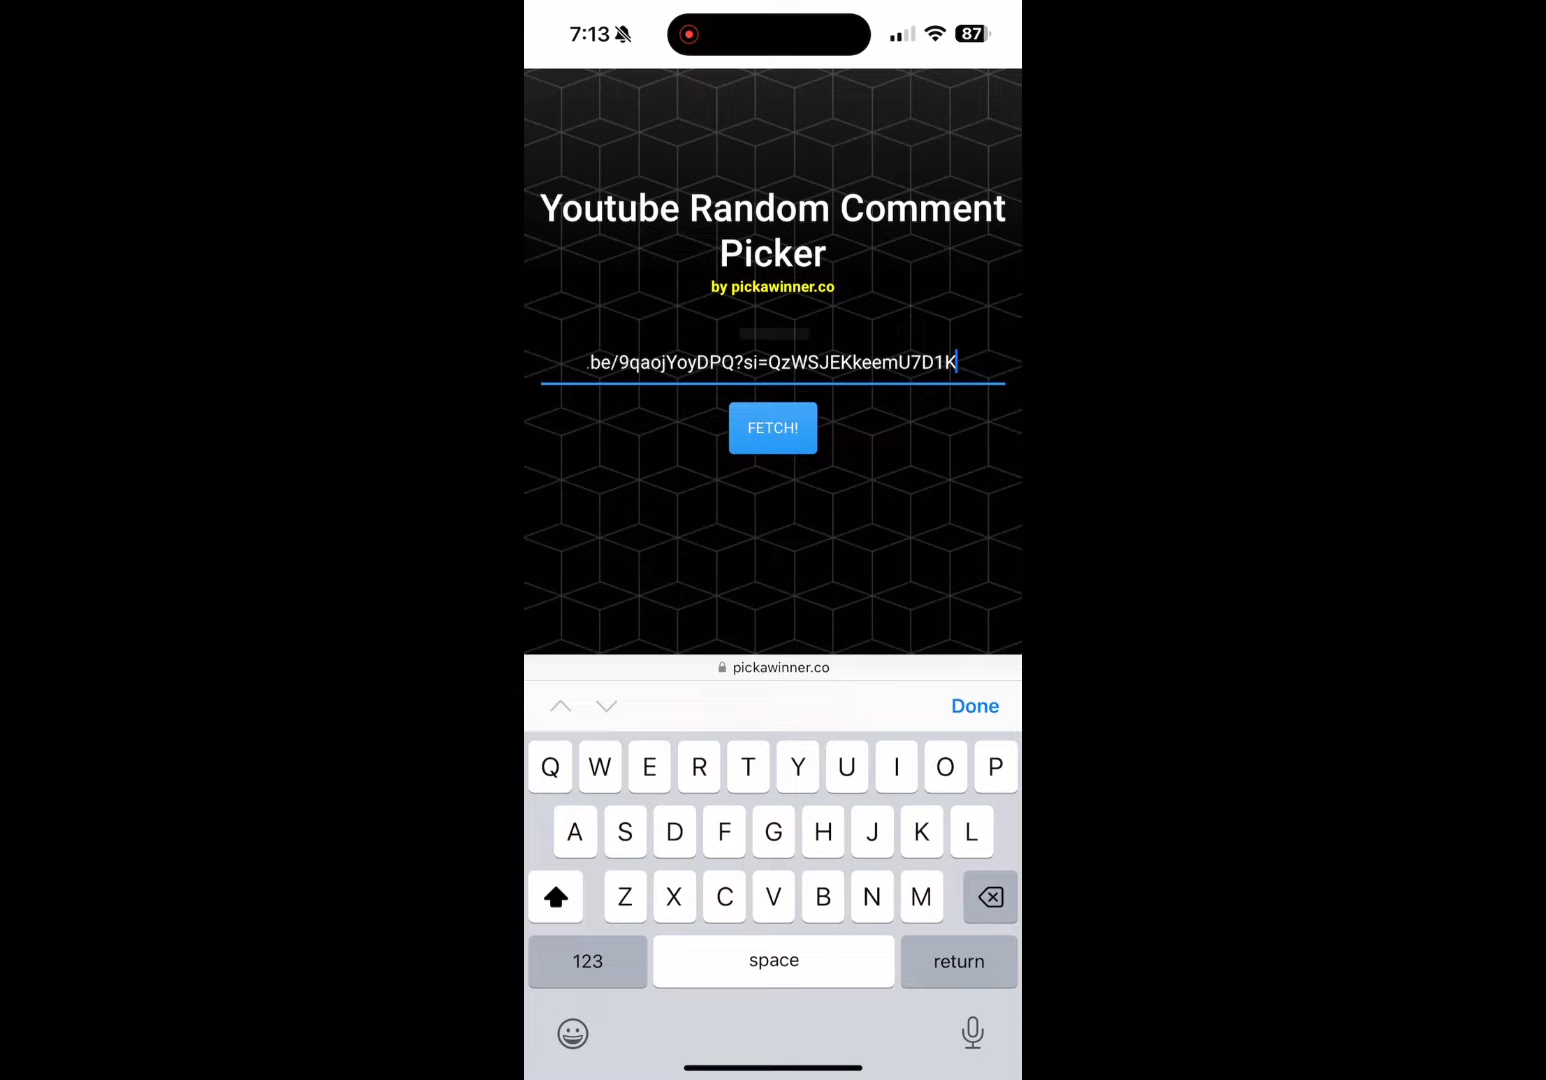 7:13
87
Youtube Random Comment
Picker
by pickawinner.co
.be/9qaojYoyDPQ?si=QzWSJEKkeemU7D1K
FETCH!
pickawinner.co
Done
Q W E R T Y U I O P
A S D F G H J K L
Z X C V B N M
123 space return